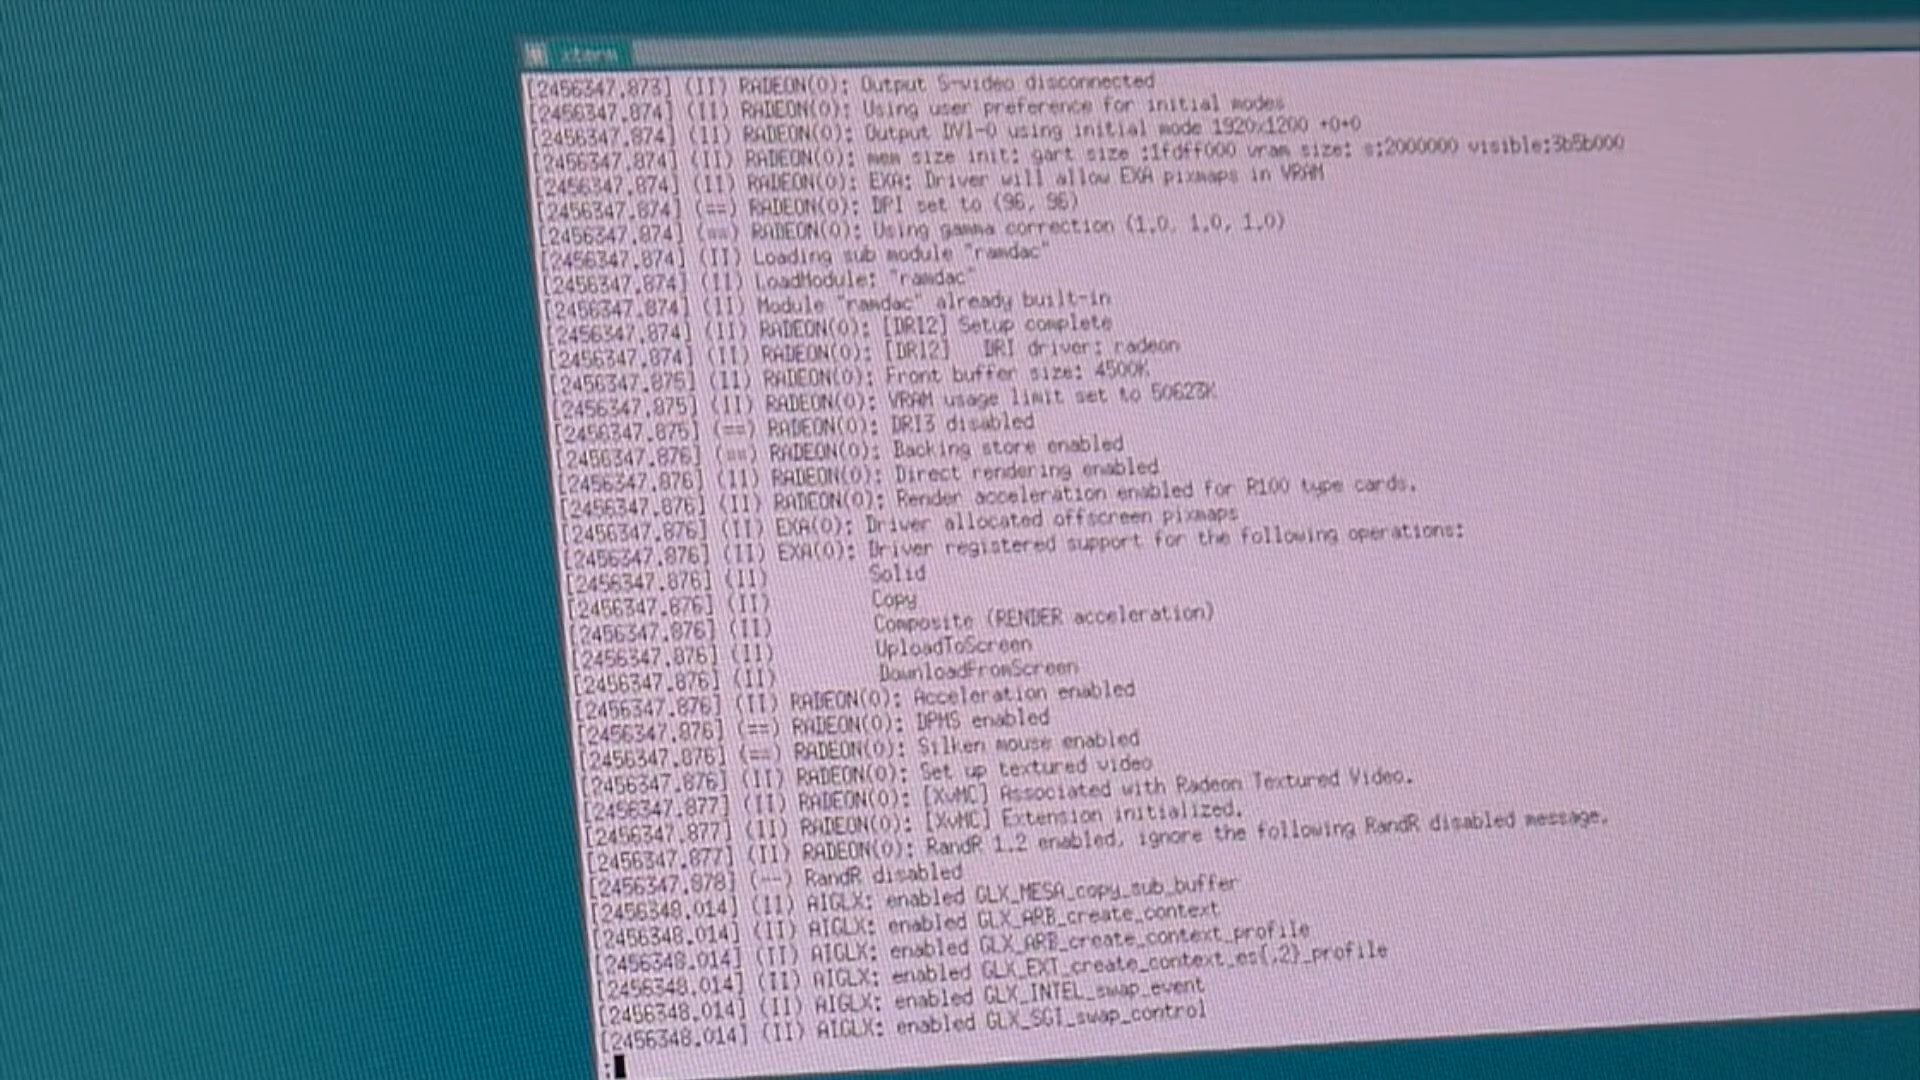 xterm
[2456347.873] (II) RADEON(0): Output S-video disconnected
[2456347.874] (II) RADEON(0): Using user preference for initial modes
[2456347.874] (II) RADEON(0): Output DVI-0 using initial mode 1920x1200 +0+0
[2456347.874] (II) RADEON(0): mem size init: gart size :1fdff000 vram size: s:2000000 visible:3b5b000
[2456347.874] (II) RADEON(0): EXA: Driver will allow EXA pixmaps in VRAM
[2456347.874] (==) RADEON(0): DPI set to (96, 96)
[2456347.874] (==) RADEON(0): Using gamma correction (1.0, 1.0, 1.0)
[2456347.874] (II) Loading sub module "ramdac"
[2456347.874] (II) LoadModule: "ramdac"
[2456347.874] (II) Module "ramdac" already built-in
[2456347.874] (II) RADEON(0): [DRI2] Setup complete
[2456347.874] (II) RADEON(0): [DRI2]   DRI driver: radeon
[2456347.875] (II) RADEON(0): Front buffer size: 4500K
[2456347.875] (II) RADEON(0): VRAM usage limit set to 50623K
[2456347.875] (==) RADEON(0): DRI3 disabled
[2456347.876] (==) RADEON(0): Backing store enabled
[2456347.876] (II) RADEON(0): Direct rendering enabled
[2456347.876] (II) RADEON(0): Render acceleration enabled for R100 type cards.
[2456347.876] (II) EXA(0): Driver allocated offscreen pixmaps
[2456347.876] (II) EXA(0): Driver registered support for the following operations:
[2456347.876] (II)         Solid
[2456347.876] (II)         Copy
[2456347.876] (II)         Composite (RENDER acceleration)
[2456347.876] (II)         UploadToScreen
[2456347.876] (II)         DownloadFromScreen
[2456347.876] (II) RADEON(0): Acceleration enabled
[2456347.876] (==) RADEON(0): DPMS enabled
[2456347.876] (==) RADEON(0): Silken mouse enabled
[2456347.876] (II) RADEON(0): Set up textured video
[2456347.877] (II) RADEON(0): [XvMC] Associated with Radeon Textured Video.
[2456347.877] (II) RADEON(0): [XvMC] Extension initialized.
[2456347.877] (II) RADEON(0): RandR 1.2 enabled, ignore the following RandR disabled message.
[2456347.878] (--) RandR disabled
[2456348.014] (II) AIGLX: enabled GLX_MESA_copy_sub_buffer
[2456348.014] (II) AIGLX: enabled GLX_ARB_create_context
[2456348.014] (II) AIGLX: enabled GLX_ARB_create_context_profile
[2456348.014] (II) AIGLX: enabled GLX_EXT_create_context_es{,2}_profile
[2456348.014] (II) AIGLX: enabled GLX_INTEL_swap_event
[2456348.014] (II) AIGLX: enabled GLX_SGI_swap_control
: